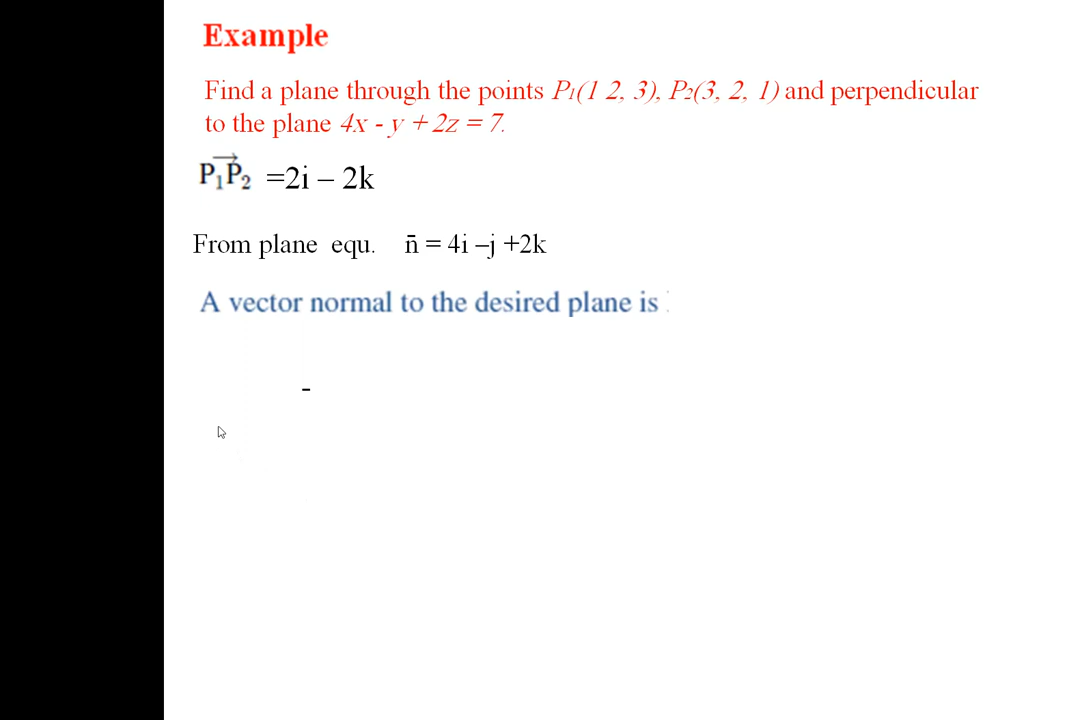 Example
Find a plane through the points P1(1 2, 3), P2(3, 2, 1) and perpendicular
to the plane 4x - y + 2z = 7.
P₁P₂ =2i – 2k
From plane equ. n̄ = 4i –j +2k
A vector normal to the desired plane is
-